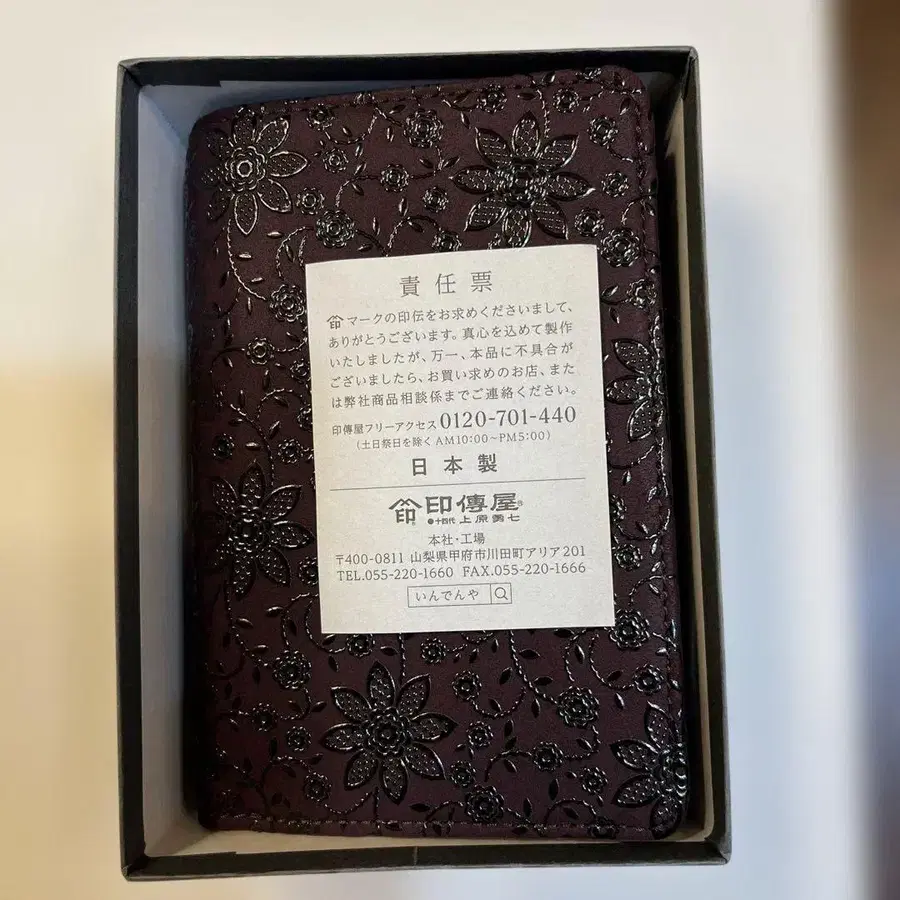 責任票
印マークの印伝をお求めくださいまして、
ありがとうございます。真心を込めて製作
いたしましたが、万一、本品に不具合が
ございましたら、お買い求めのお店、また
は弊社商品相談係までご連絡ください。
印傳屋フリーアクセス0120-701-440
(土日祭日を除く AM10:00~PM5:00)
日本製
印 印傳屋®
●十四代 上原勇七
本社・工場
〒400-0811 山梨県甲府市川田町アリア201
TEL.055-220-1660 FAX.055-220-1666
いんでんや